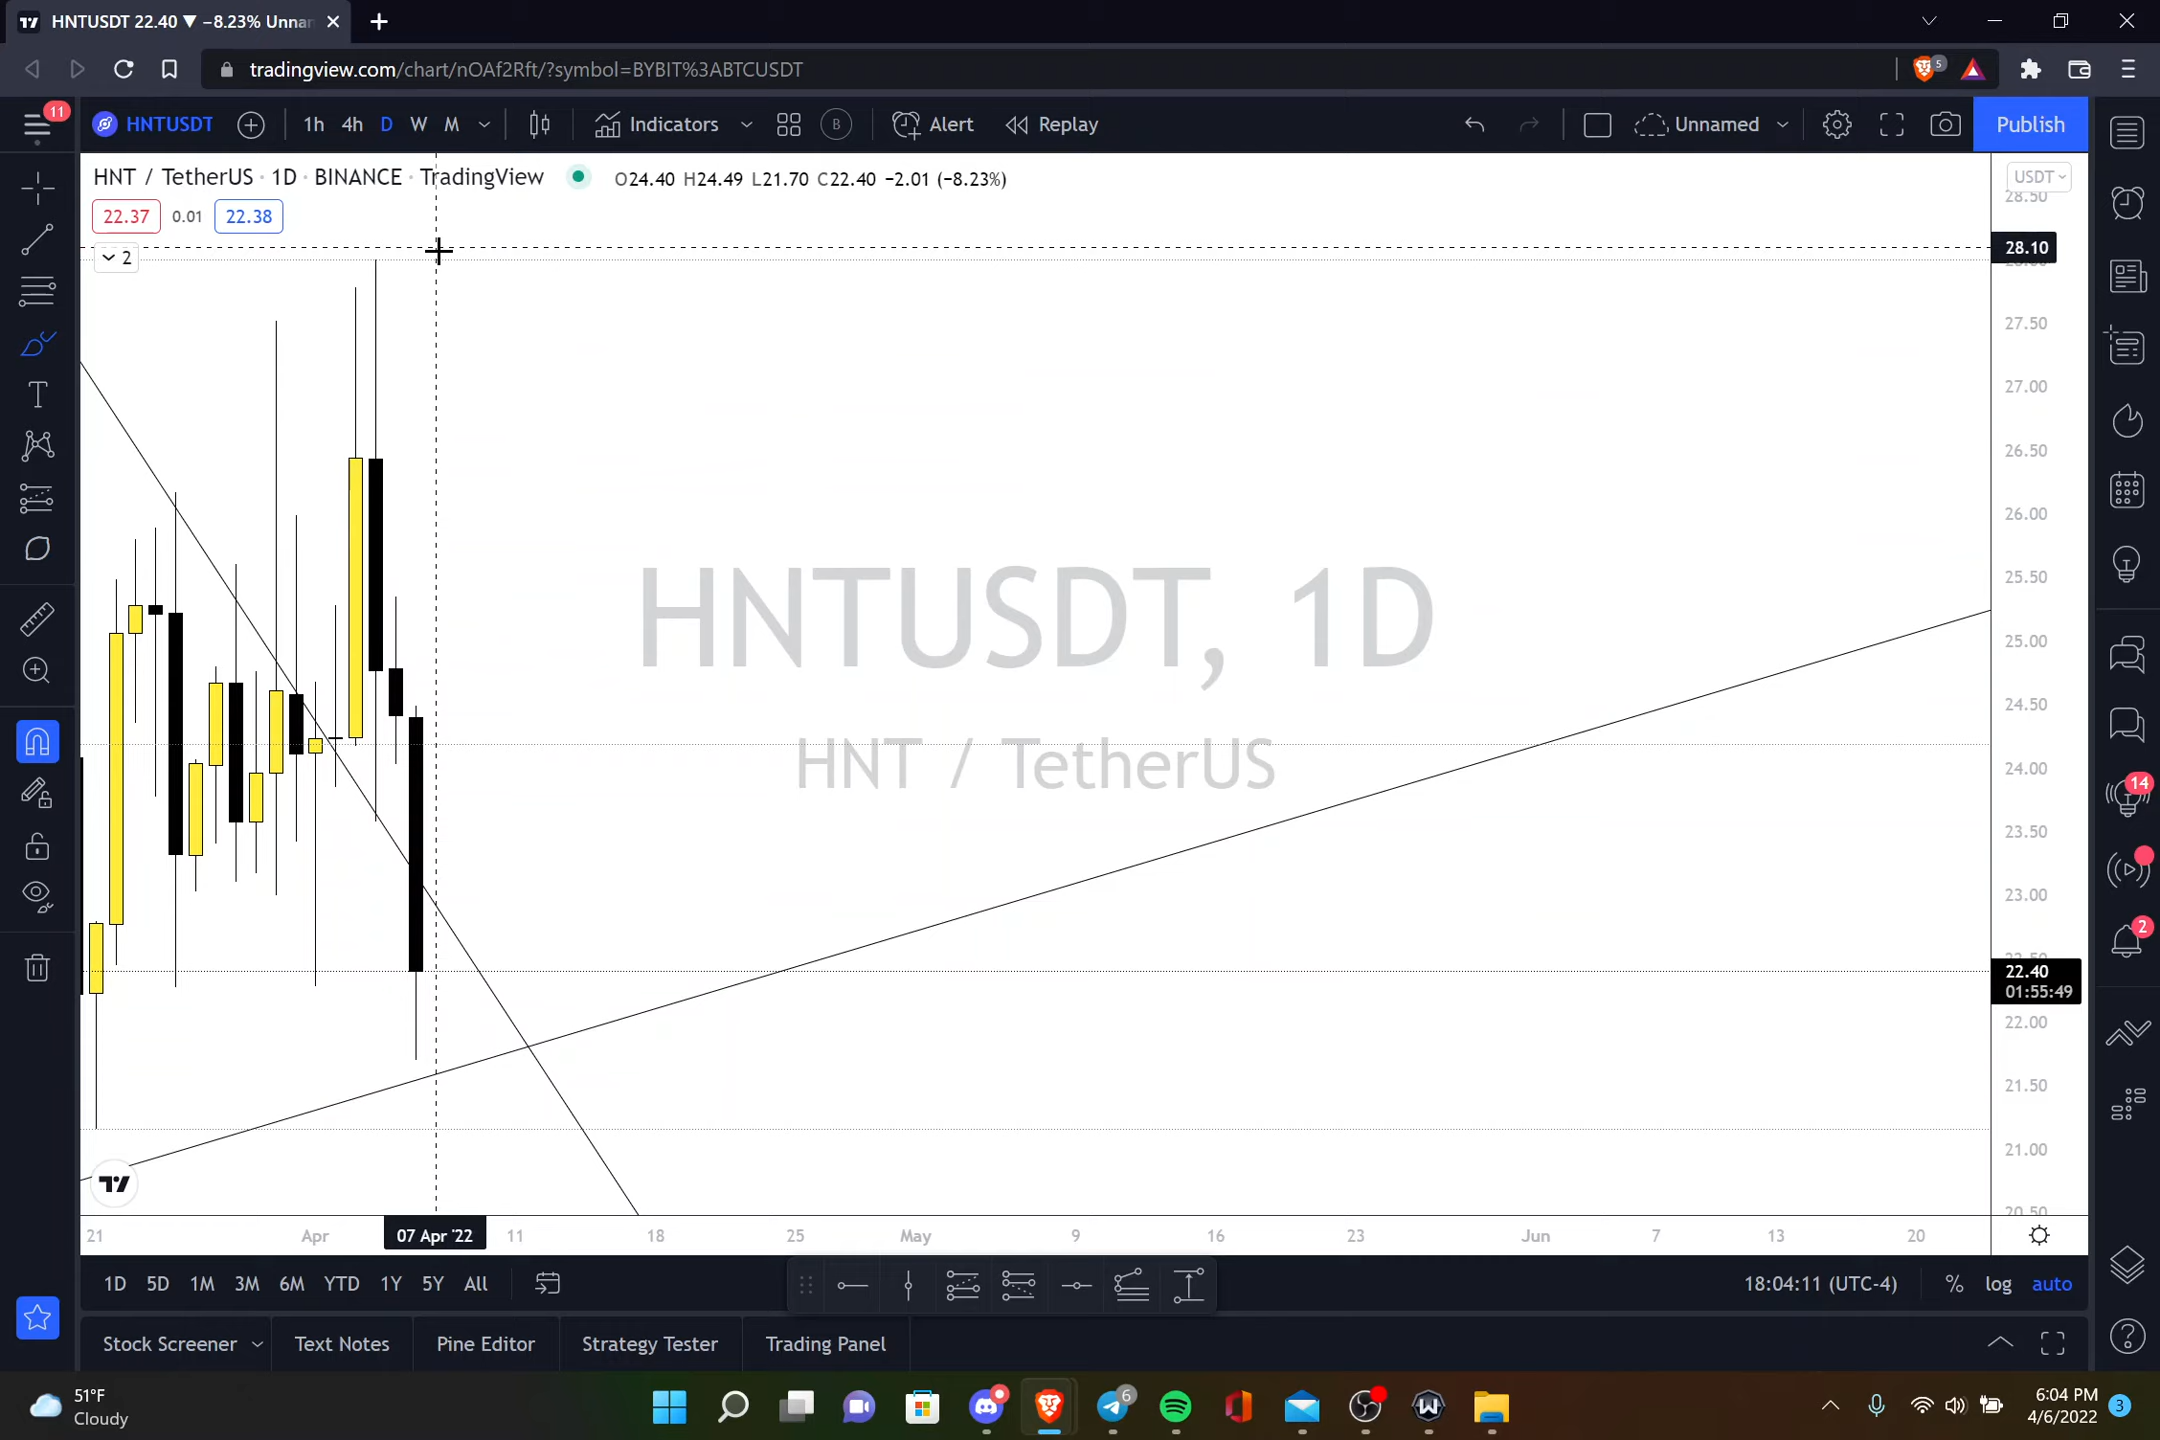 HNTUSDT 22.40 ▼ −8.23% Unnar
tradingview.com/chart/nOAf2Rft/?symbol=BYBIT%3ABTCUSDT
5
11
HNTUSDT
1h 4h D W M
Indicators
B
Alert
Replay
Unnamed
Publish
HNT / TetherUS · 1D · BINANCE · TradingView
O24.40 H24.49 L21.70 C22.40 −2.01 (−8.23%)
USDT
22.37 0.01 22.38
2
28.50
28.10
27.50
27.00
26.50
26.00
25.50
25.00
24.50
24.00
23.50
23.00
22.40
01:55:49
22.00
21.50
21.00
20.50
HNTUSDT, 1D
HNT / TetherUS
14
2
21 Apr 07 Apr '22 11 18 25 May 9 16 23 Jun 7 13 20
1D 5D 1M 3M 6M YTD 1Y 5Y All
18:04:11 (UTC-4) % log auto
Stock Screener Text Notes Pine Editor Strategy Tester Trading Panel
51°F
Cloudy
6
6:04 PM
4/6/2022
3